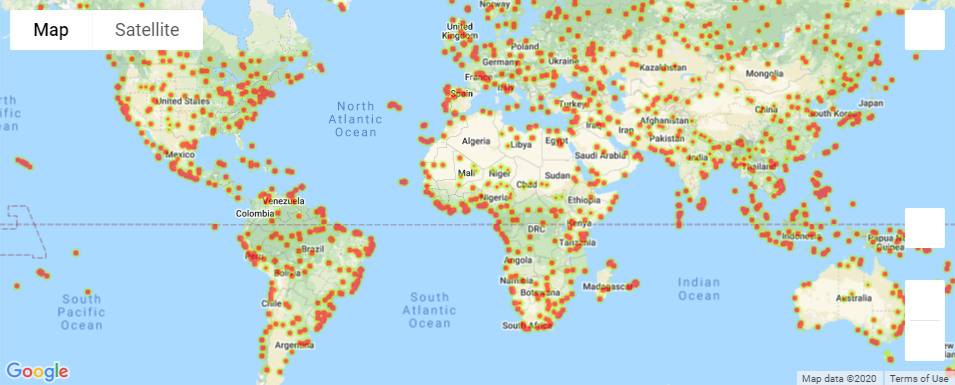 Map
Satellite
Norway
United
Kingdom
Poland
Germany
Ukraine
France
Kazakhstan
Mongolia
Italy
Spain
Turkey
United States
North
Atlantic
Ocean
China
Japan
South Korea
Afghanistan
Iraq
Iran
Pakistan
Algeria
Libya
Egypt
Saudi Arabia
India
Thailand
Mexico
Mali
Niger
Chad
Sudan
Nigeria
Ethiopia
Venezuela
Colombia
DRC
Kenya
Tanzania
Indonesia
Papua N
Guinea
Brazil
Peru
Bolivia
Angola
Namibia
Botswana
Madagascar
Indian
Ocean
Australia
South
Pacific
Ocean
South
Atlantic
Ocean
Chile
South Africa
Argentina
Google
Map data ©2020
Terms of Use